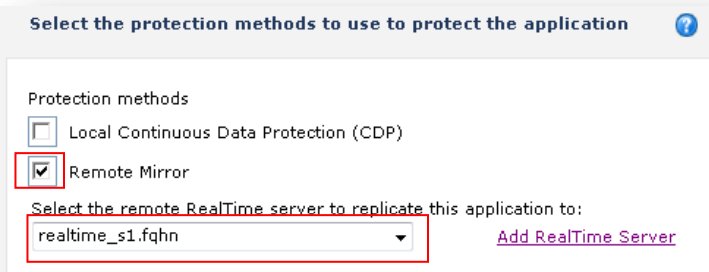 Select the protection methods to use to protect the application
?
Protection methods
Local Continuous Data Protection (CDP)
Remote Mirror
Select the remote RealTime server to replicate this application to:
realtime_s1.fqhn Add RealTime Server